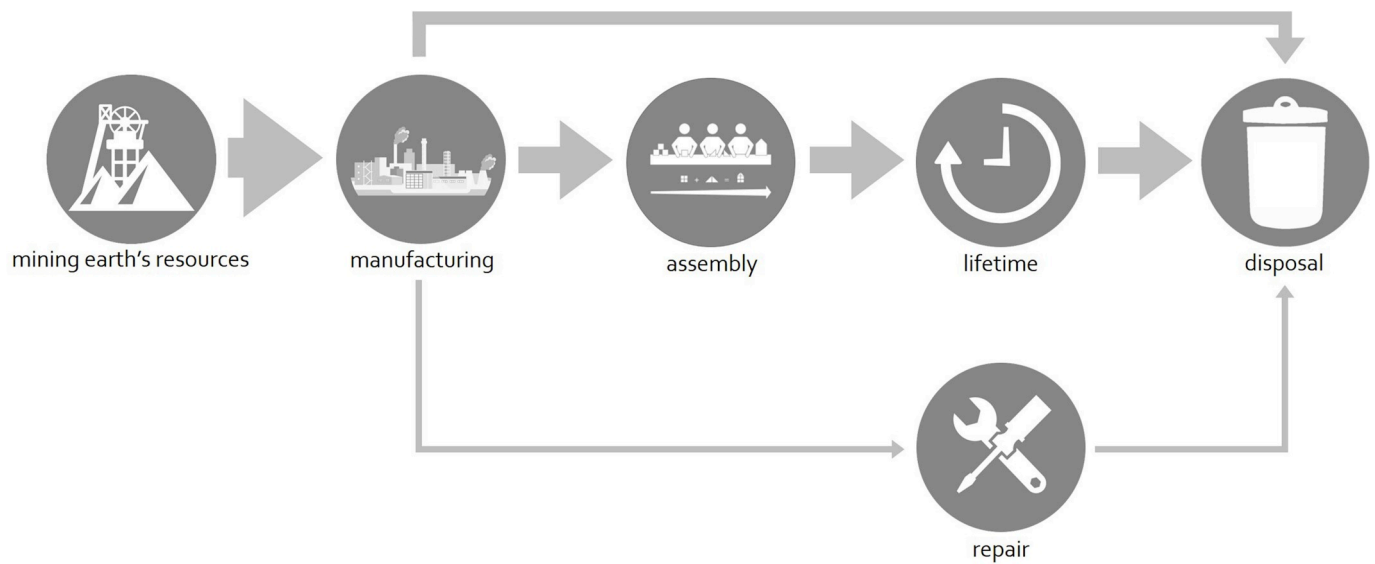 mining earth's resources
manufacturing
assembly
lifetime
disposal
repair